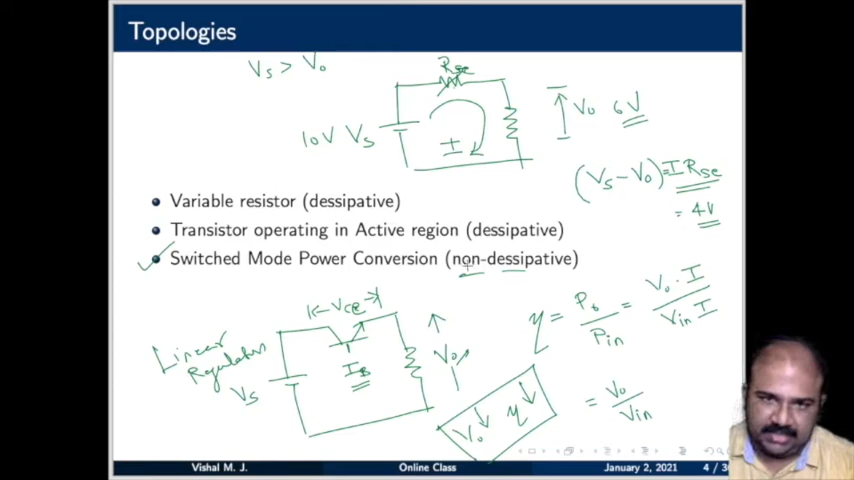 Topologies
Vs > Vo
Rse
10V Vs
I
Vo 6V
(Vs - Vo) = I Rse
= 4V
Variable resistor (dessipative)
Transistor operating in Active region (dessipative)
Switched Mode Power Conversion (non-dessipative)
Linear Regulator
Vs
VCE
IB
Vo
η = Po/Pin = Vo · I/Vin I
= Vo/Vin
Vo ↓ η ↓
Vishal M. J.
Online Class
January 2, 2021